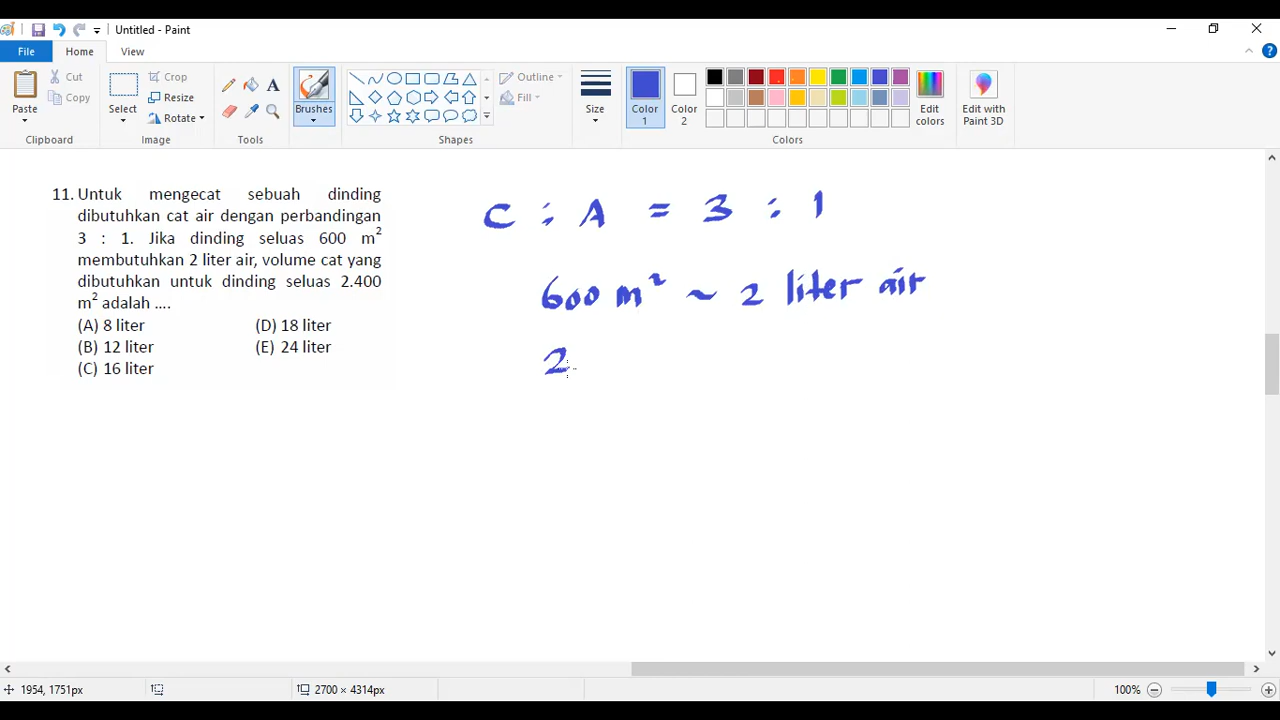 Untitled - Paint
File Home View
Paste
Cut
Copy
Clipboard
Select
Crop
Resize
Rotate
Image
A
Tools
Brushes
Shapes
Outline
Fill
Size
Color 1
Color 2
Edit colors
Edit with Paint 3D
Colors
11. Untuk mengecat sebuah dinding
dibutuhkan cat air dengan perbandingan
3 : 1. Jika dinding seluas 600 m²
membutuhkan 2 liter air, volume cat yang
dibutuhkan untuk dinding seluas 2.400
m² adalah ....
(A) 8 liter (D) 18 liter
(B) 12 liter (E) 24 liter
(C) 16 liter
C : A = 3 : 1
600 m² ~ 2 liter air
2
1954, 1751px 2700 × 4314px 100%